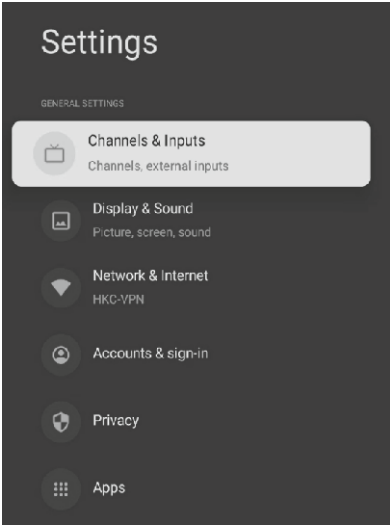 Settings
GENERAL SETTINGS
Channels & Inputs
Channels, external inputs
Display & Sound
Picture, screen, sound
Network & Internet
HKC-VPN
Accounts & sign-in
Privacy
Apps